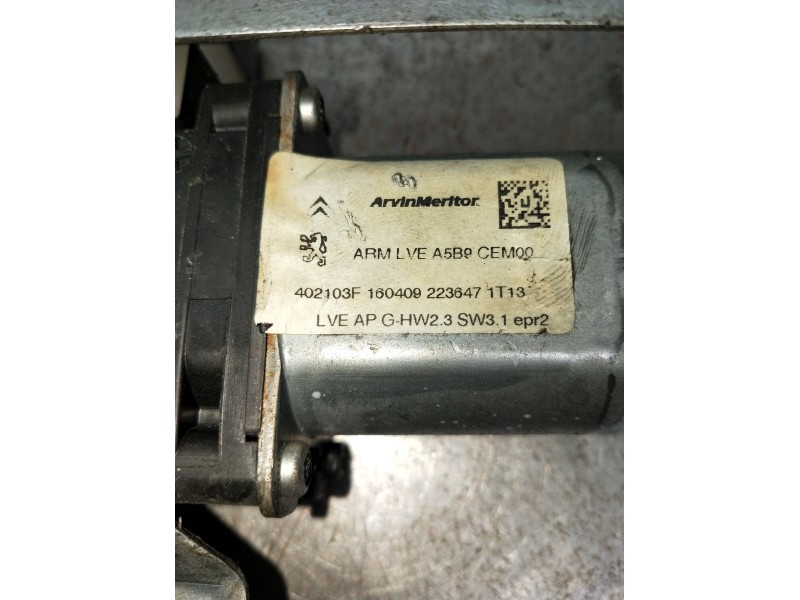 ArvinMeritor
ARM LVE A5B9 CEM00
402103F 160409 223647 1T13
LVE AP G-HW2.3 SW3.1 epr2